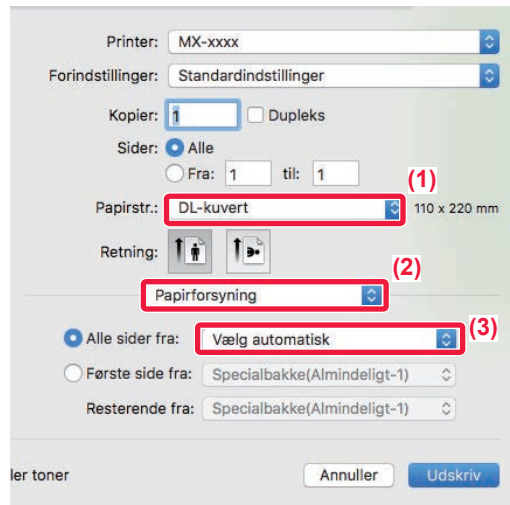 Printer: MX-xxxx
Forindstillinger: Standardindstillinger
Kopier: 1 Dupleks
Sider: Alle
Fra: 1 til: 1
(1)
Papirstr.: DL-kuvert 110 x 220 mm
Retning:
(2)
Papirforsyning
(3)
Alle sider fra: Vælg automatisk
Første side fra: Specialbakke(Almindeligt-1)
Resterende fra: Specialbakke(Almindeligt-1)
ler toner Annuller Udskriv